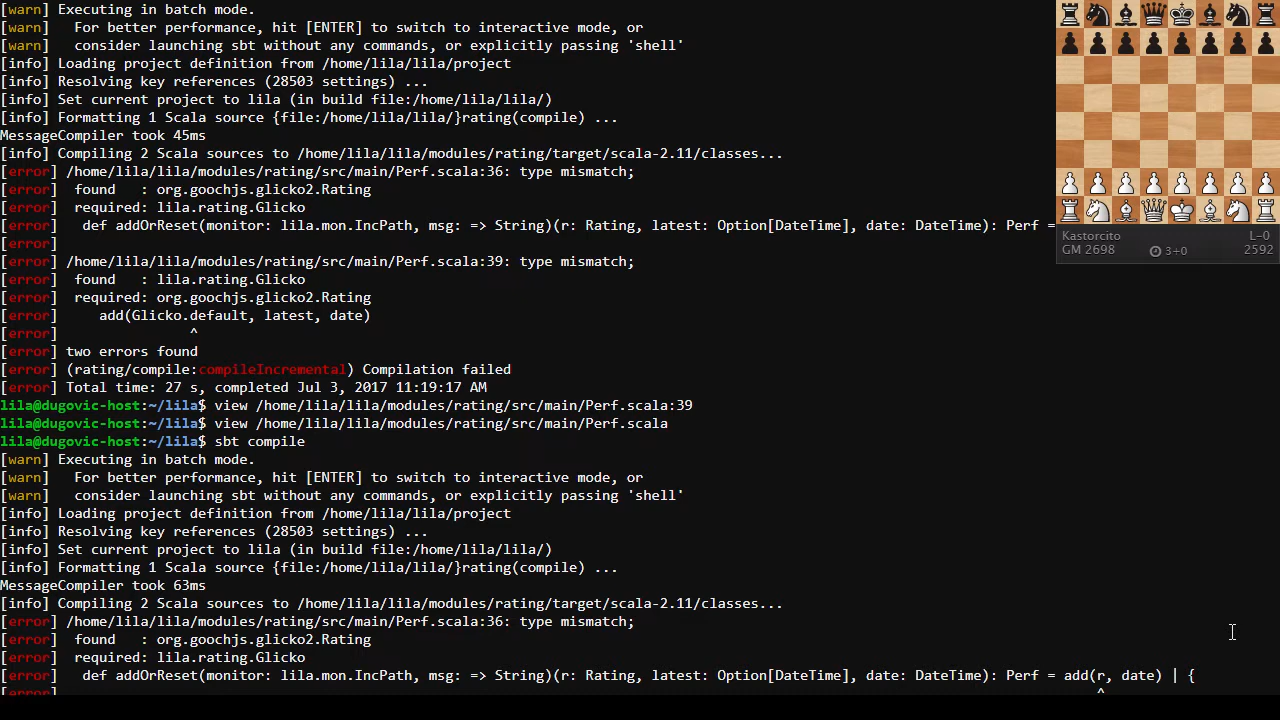 [warn] Executing in batch mode.
[warn]   For better performance, hit [ENTER] to switch to interactive mode, or
[warn]   consider launching sbt without any commands, or explicitly passing 'shell'
[info] Loading project definition from /home/lila/lila/project
[info] Resolving key references (28503 settings) ...
[info] Set current project to lila (in build file:/home/lila/lila/)
[info] Formatting 1 Scala source {file:/home/lila/lila/}rating(compile) ...
MessageCompiler took 45ms
[info] Compiling 2 Scala sources to /home/lila/lila/modules/rating/target/scala-2.11/classes...
[error] /home/lila/lila/modules/rating/src/main/Perf.scala:36: type mismatch;
[error]  found   : org.goochjs.glicko2.Rating
[error]  required: lila.rating.Glicko
[error]   def addOrReset(monitor: lila.mon.IncPath, msg: => String)(r: Rating, latest: Option[DateTime], date: DateTime): Perf =
[error]
[error] /home/lila/lila/modules/rating/src/main/Perf.scala:39: type mismatch;
[error]  found   : lila.rating.Glicko
[error]  required: org.goochjs.glicko2.Rating
[error]     add(Glicko.default, latest, date)
[error]                ^
[error] two errors found
[error] (rating/compile:compileIncremental) Compilation failed
[error] Total time: 27 s, completed Jul 3, 2017 11:19:17 AM
lila@dugovic-host:~/lila$ view /home/lila/lila/modules/rating/src/main/Perf.scala:39
lila@dugovic-host:~/lila$ view /home/lila/lila/modules/rating/src/main/Perf.scala
lila@dugovic-host:~/lila$ sbt compile
[warn] Executing in batch mode.
[warn]   For better performance, hit [ENTER] to switch to interactive mode, or
[warn]   consider launching sbt without any commands, or explicitly passing 'shell'
[info] Loading project definition from /home/lila/lila/project
[info] Resolving key references (28503 settings) ...
[info] Set current project to lila (in build file:/home/lila/lila/)
[info] Formatting 1 Scala source {file:/home/lila/lila/}rating(compile) ...
MessageCompiler took 63ms
[info] Compiling 2 Scala sources to /home/lila/lila/modules/rating/target/scala-2.11/classes...
[error] /home/lila/lila/modules/rating/src/main/Perf.scala:36: type mismatch;
[error]  found   : org.goochjs.glicko2.Rating
[error]  required: lila.rating.Glicko
[error]   def addOrReset(monitor: lila.mon.IncPath, msg: => String)(r: Rating, latest: Option[DateTime], date: DateTime): Perf = add(r, date) | {
[error]                                                                                                                            ^
Kastorcito L-0
GM 2698 3+0 2592